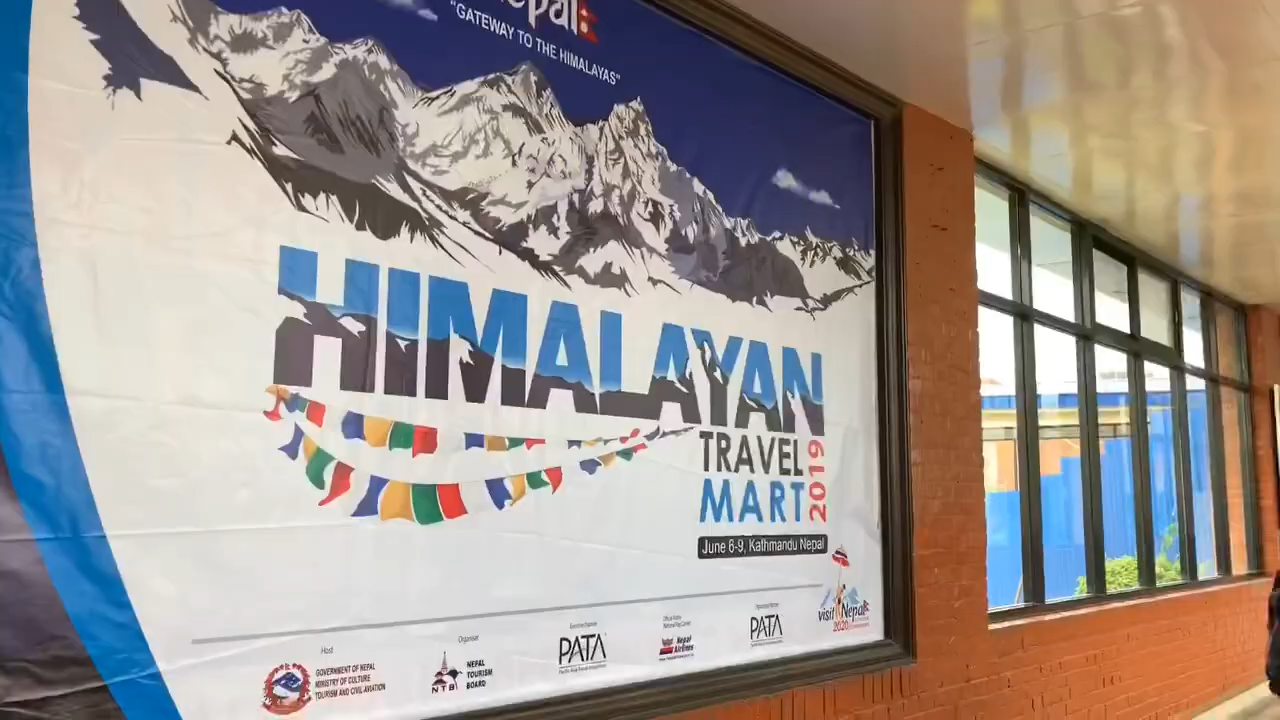 Nepal
"GATEWAY TO THE HIMALAYAS"
HIMALAYAN
TRAVEL
MART 2019
June 6-9, Kathmandu Nepal
Host
GOVERNMENT OF NEPAL
MINISTRY OF CULTURE
TOURISM AND CIVIL AVIATION
Organiser
NTB
NEPAL
TOURISM
BOARD
PATA
Nepal
Airlines
PATA
visit Nepal
2020